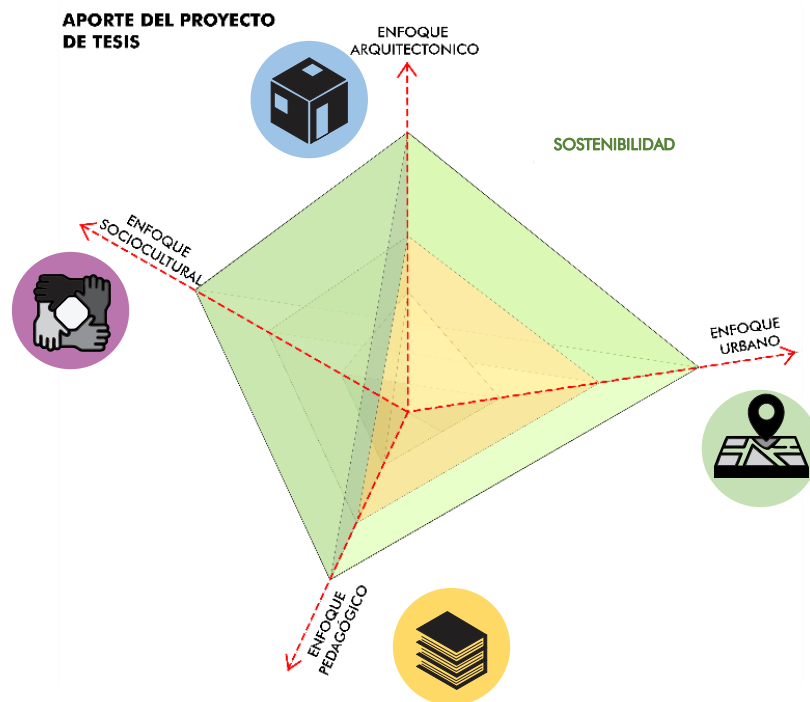 APORTE DEL PROYECTO
DE TESIS
ENFOQUE
ARQUITECTONICO
SOSTENIBILIDAD
ENFOQUE
SOCIOCULTURAL
ENFOQUE
URBANO
ENFOQUE
PEDAGÓGICO